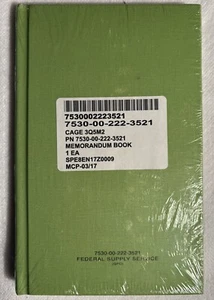 7530002223521
7530-00-222-3521
CAGE 3Q5M2
PN 7530-00-222-3521
MEMORANDUM BOOK
1 EA
SPE8EN17Z0009
MCP-03/17
7530-00-222-3521
FEDERAL SUPPLY SERVICE